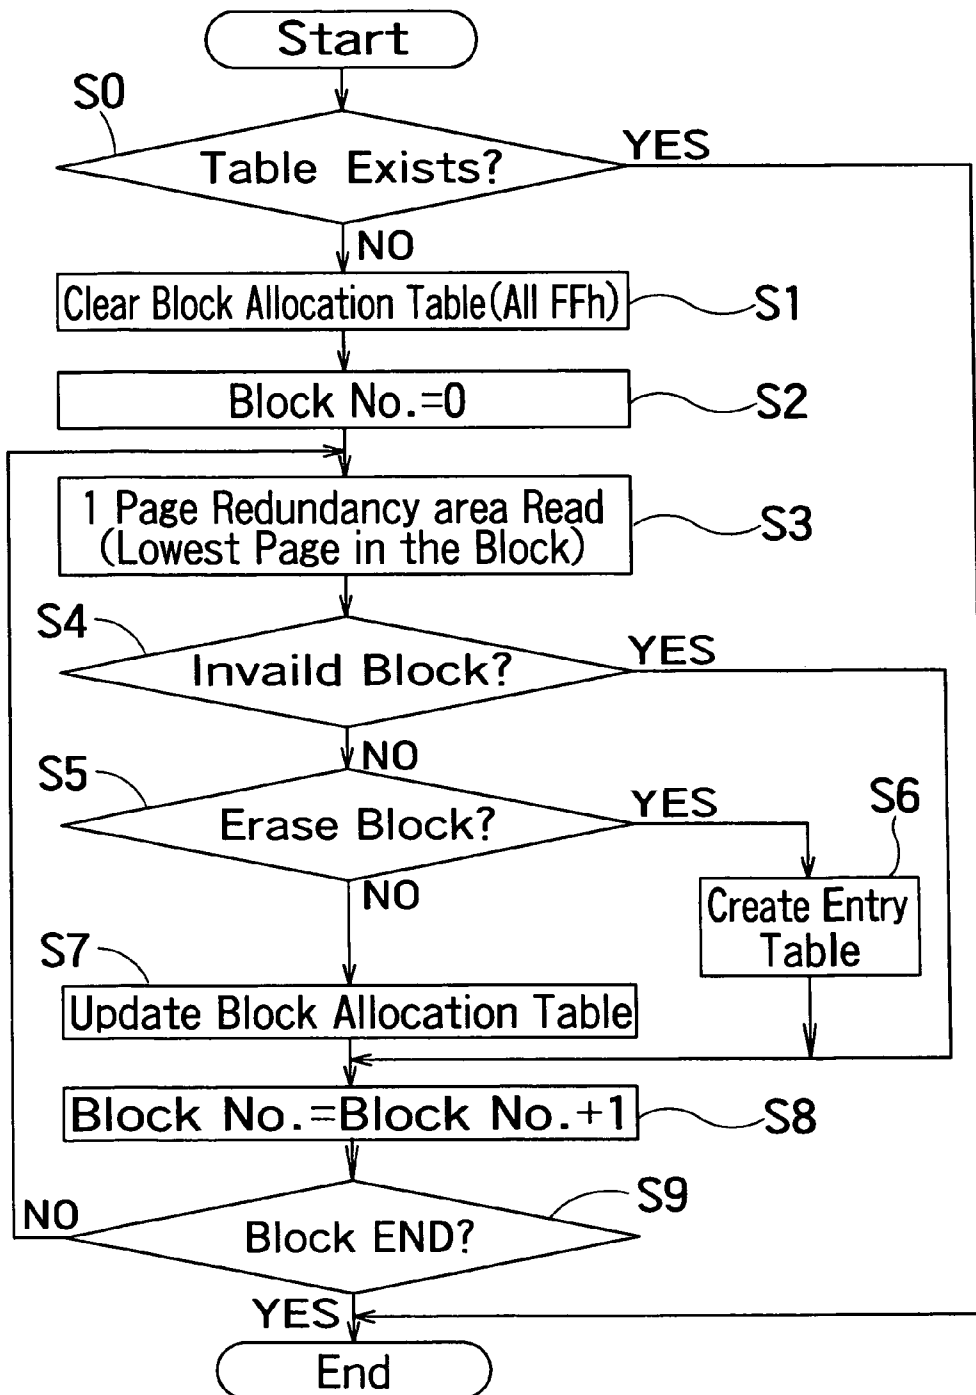 Start
S0
Table Exists?
YES
NO
Clear Block Allocation Table(All FFh)
S1
Block No.=0
S2
1 Page Redundancy area Read
(Lowest Page in the Block)
S3
S4
Invaild Block?
YES
NO
S5
Erase Block?
YES
S6
NO
Create Entry
Table
S7
Update Block Allocation Table
Block No.=Block No.+1
S8
S9
NO
Block END?
YES
End